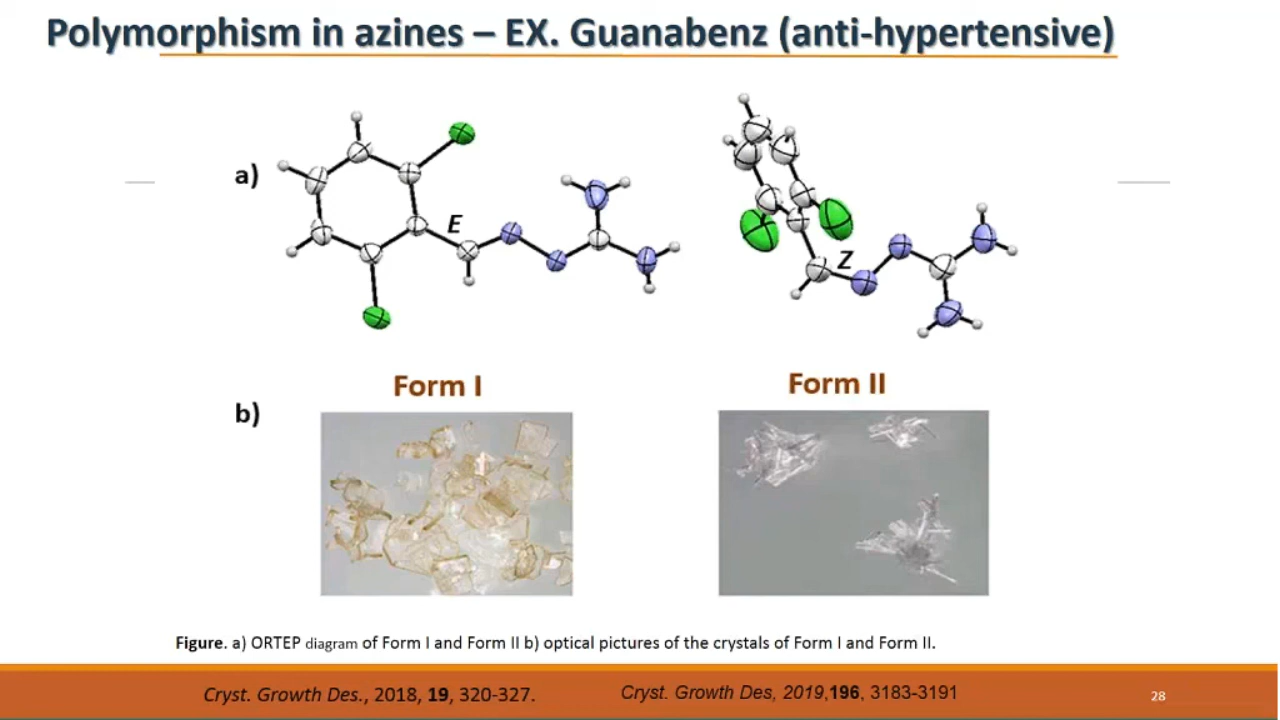 Polymorphism in azines – EX. Guanabenz (anti-hypertensive)
a)
E
Z
Form I
Form II
b)
Figure. a) ORTEP diagram of Form I and Form II b) optical pictures of the crystals of Form I and Form II.
Cryst. Growth Des., 2018, 19, 320-327.
Cryst. Growth Des, 2019,196, 3183-3191
28